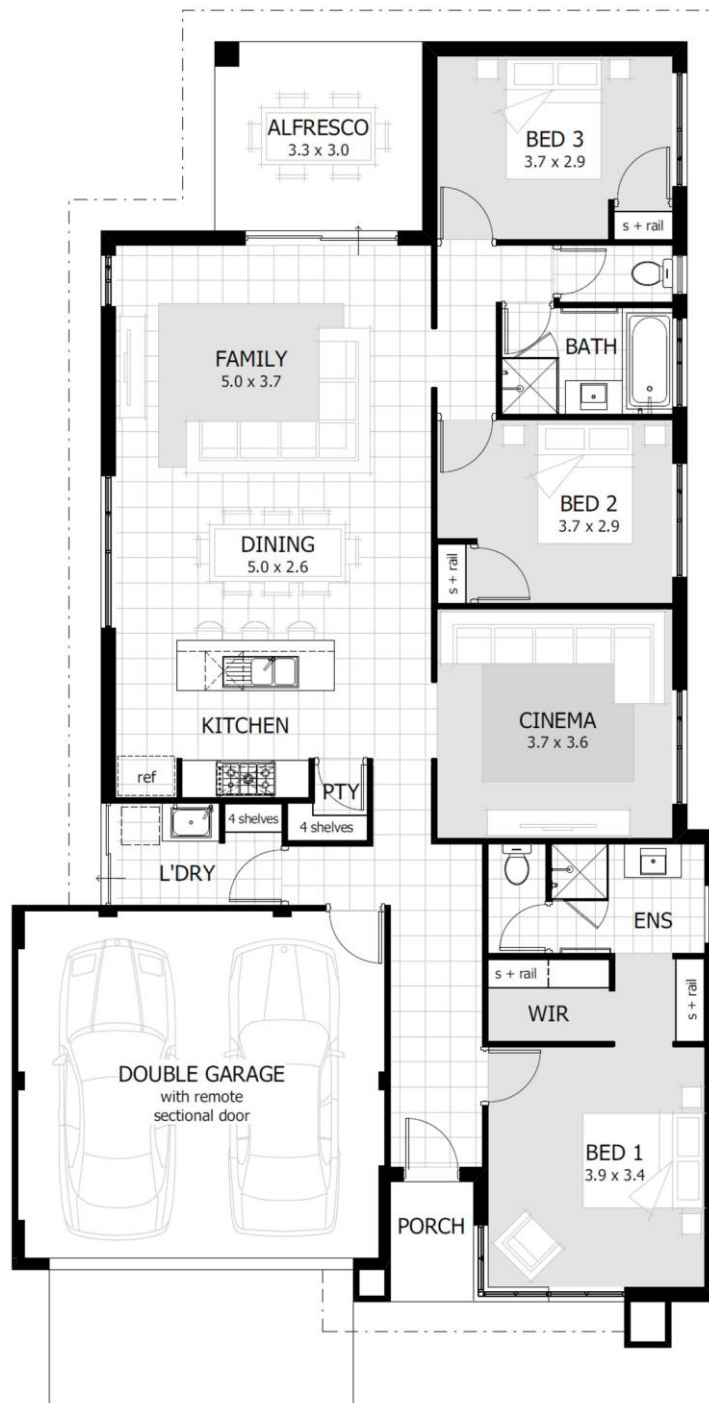 ALFRESCO
3.3 x 3.0
BED 3
3.7 x 2.9
s + rail
BATH
FAMILY
5.0 x 3.7
BED 2
3.7 x 2.9
DINING
5.0 x 2.6
s + rail
KITCHEN
CINEMA
3.7 x 3.6
ref
PTY
4 shelves
4 shelves
L'DRY
ENS
s + rail
s + rail
WIR
DOUBLE GARAGE
with remote
sectional door
BED 1
3.9 x 3.4
PORCH